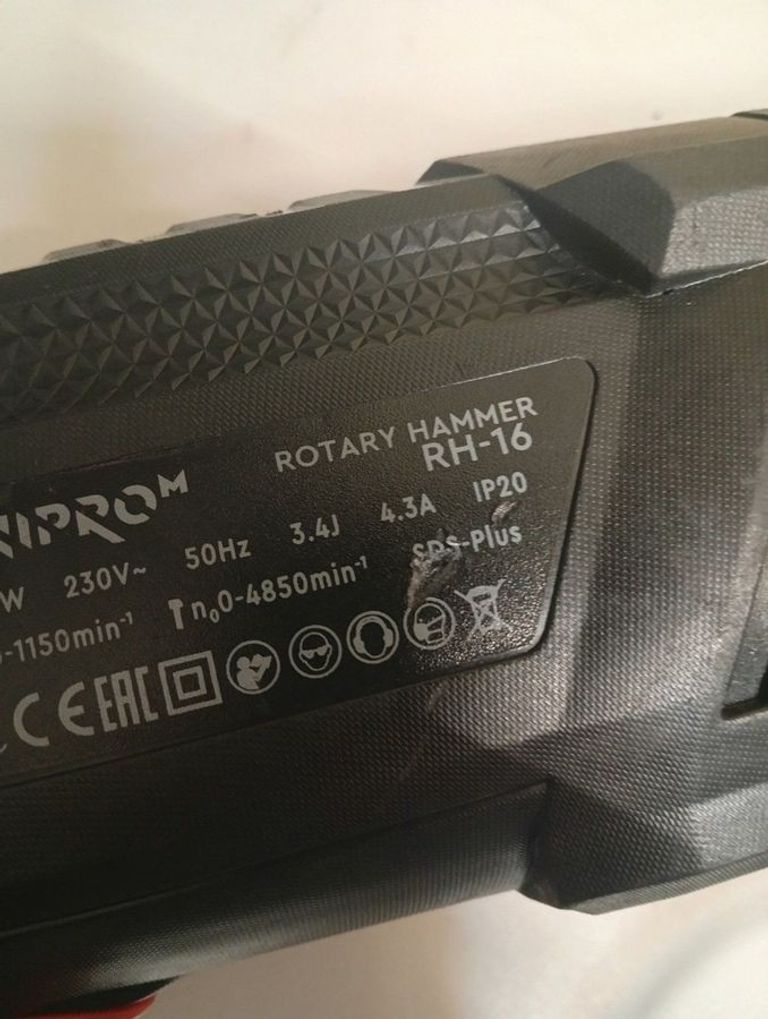 ROTARY HAMMER
RH-16
NIPRO M
W 230V~ 50Hz 3.4J 4.3A IP20
-1150min⁻¹ n₀0-4850min⁻¹ SDS-Plus
CE EAC